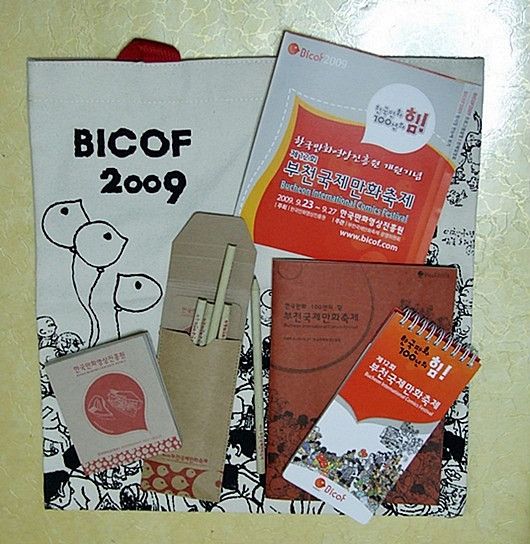 BICOF
2009
Bicof2009
한국만화
100년의 힘!
한국만화영상진흥원 개원기념
제12회
부천국제만화축제
Bucheon International Comics Festival
2009. 9. 23 ~ 9. 27 한국만화영상진흥원
www.bicof.com
한국만화 100년의 힘
부천국제만화축제
Bucheon International Comics Festival
한국만화영상진흥원
한국만화
100년의 힘!
제12회
부천국제만화축제
Bucheon International Comics Festival
Bicof